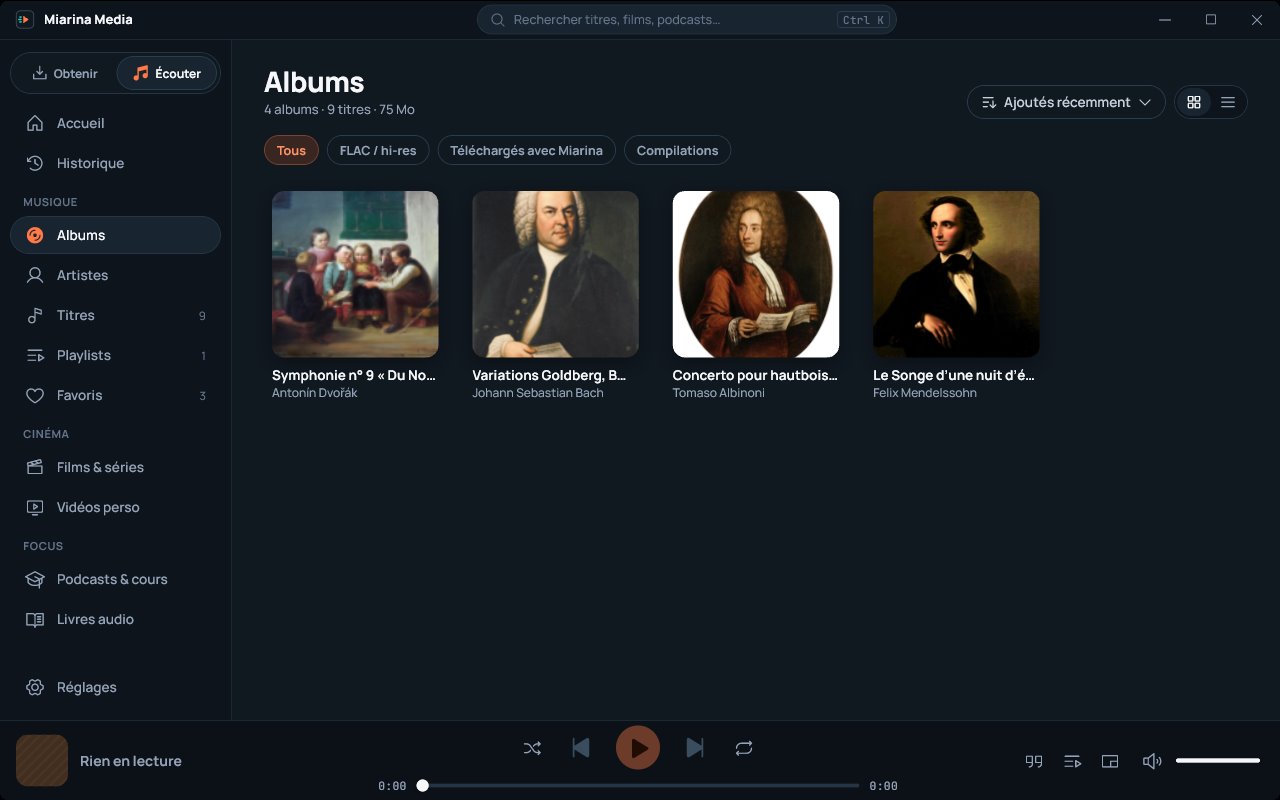 Miarina Media
Rechercher titres, films, podcasts...
Ctrl K
Obtenir
Écouter
Accueil
Historique
MUSIQUE
Albums
Artistes
Titres 9
Playlists 1
Favoris 3
CINÉMA
Films & séries
Vidéos perso
FOCUS
Podcasts & cours
Livres audio
Réglages
Albums
4 albums · 9 titres · 75 Mo
Ajoutés récemment
Tous
FLAC / hi-res
Téléchargés avec Miarina
Compilations
Symphonie n° 9 « Du No...
Antonín Dvořák
Variations Goldberg, B...
Johann Sebastian Bach
Concerto pour hautbois...
Tomaso Albinoni
Le Songe d'une nuit d'é...
Felix Mendelssohn
Rien en lecture
0:00
0:00